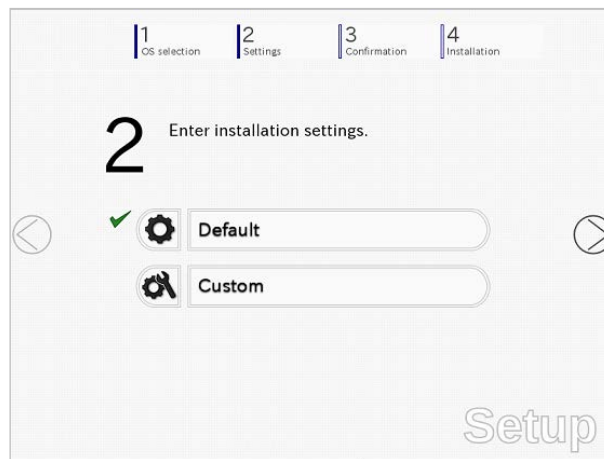 1 2 3 4
OS selection Settings Confirmation Installation
2 Enter installation settings.
Default
Custom
Setup